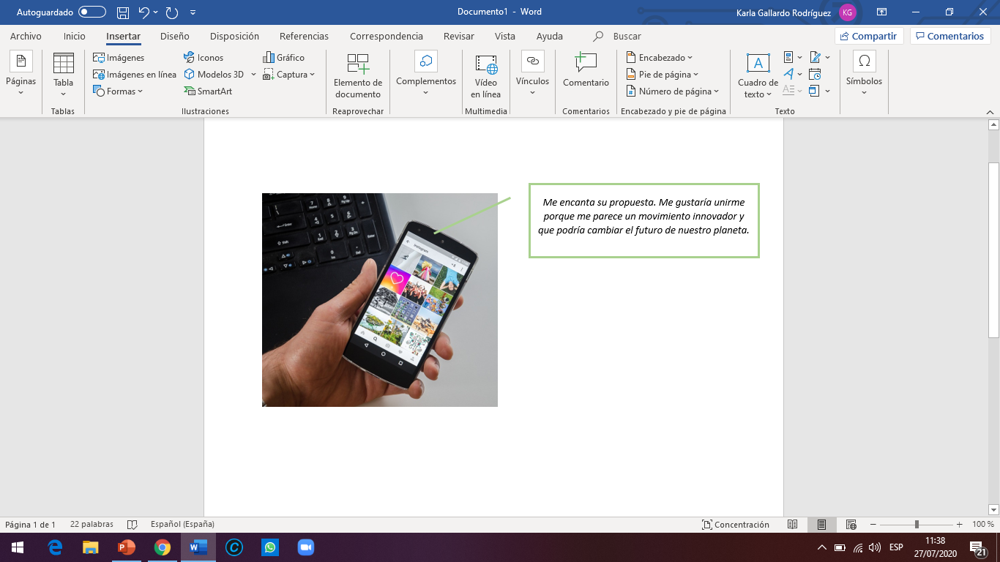 Autoguardado
Documento1 - Word
Karla Gallardo Rodríguez
KG
Archivo Inicio Insertar Diseño Disposición Referencias Correspondencia Revisar Vista Ayuda Buscar
Compartir Comentarios
Páginas
Tabla
Tablas
Imágenes
Imágenes en línea
Formas
Iconos
Modelos 3D
SmartArt
Gráfico
Captura
Ilustraciones
Elemento de
documento
Reaprovechar
Complementos
Vídeo
en línea
Multimedia
Vínculos
Comentario
Comentarios
Encabezado
Pie de página
Número de página
Encabezado y pie de página
A
Cuadro de
texto
Texto
Ω
Símbolos
Me encanta su propuesta. Me gustaría unirme
porque me parece un movimiento innovador y
que podría cambiar el futuro de nuestro planeta.
Instagram
Página 1 de 1 22 palabras Español (España)
Concentración
100 %
ESP
11:38
27/07/2020
21